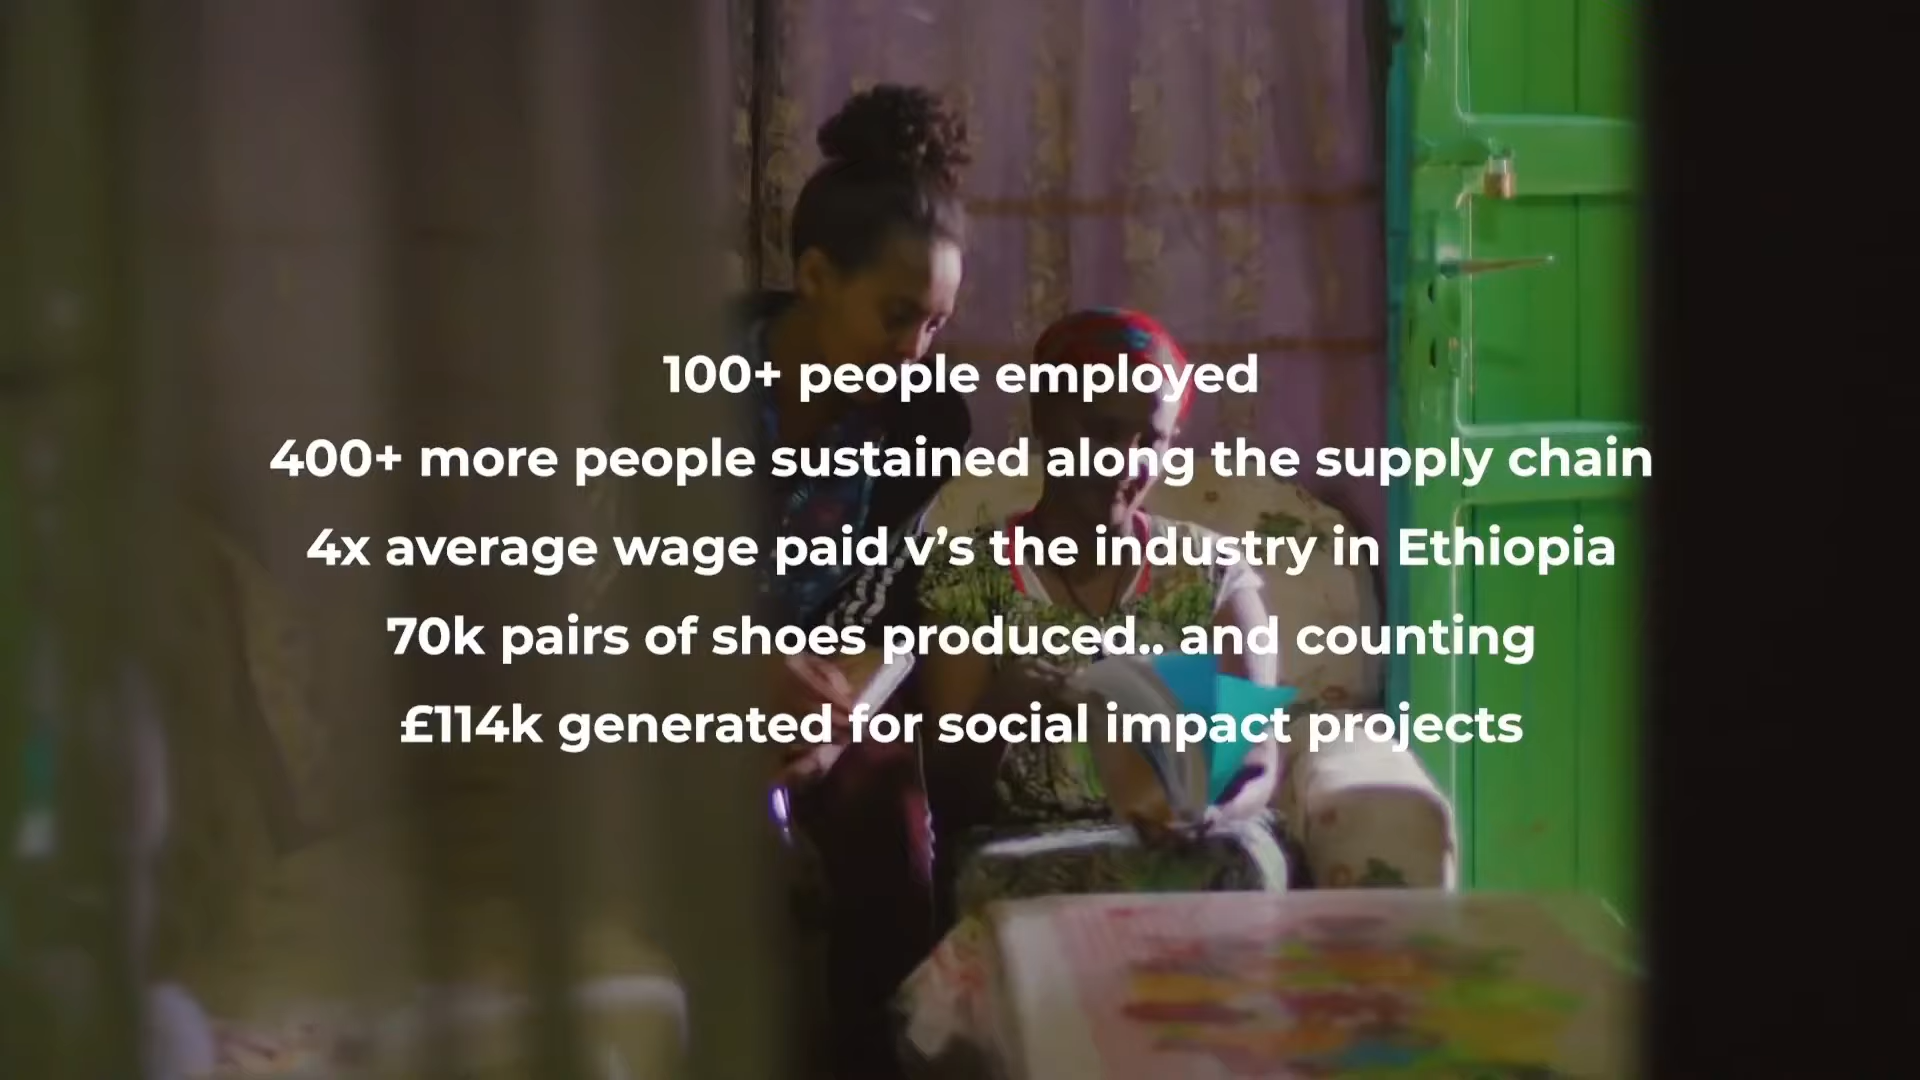 100+ people employed
400+ more people sustained along the supply chain
4x average wage paid v’s the industry in Ethiopia
70k pairs of shoes produced.. and counting
£114k generated for social impact projects